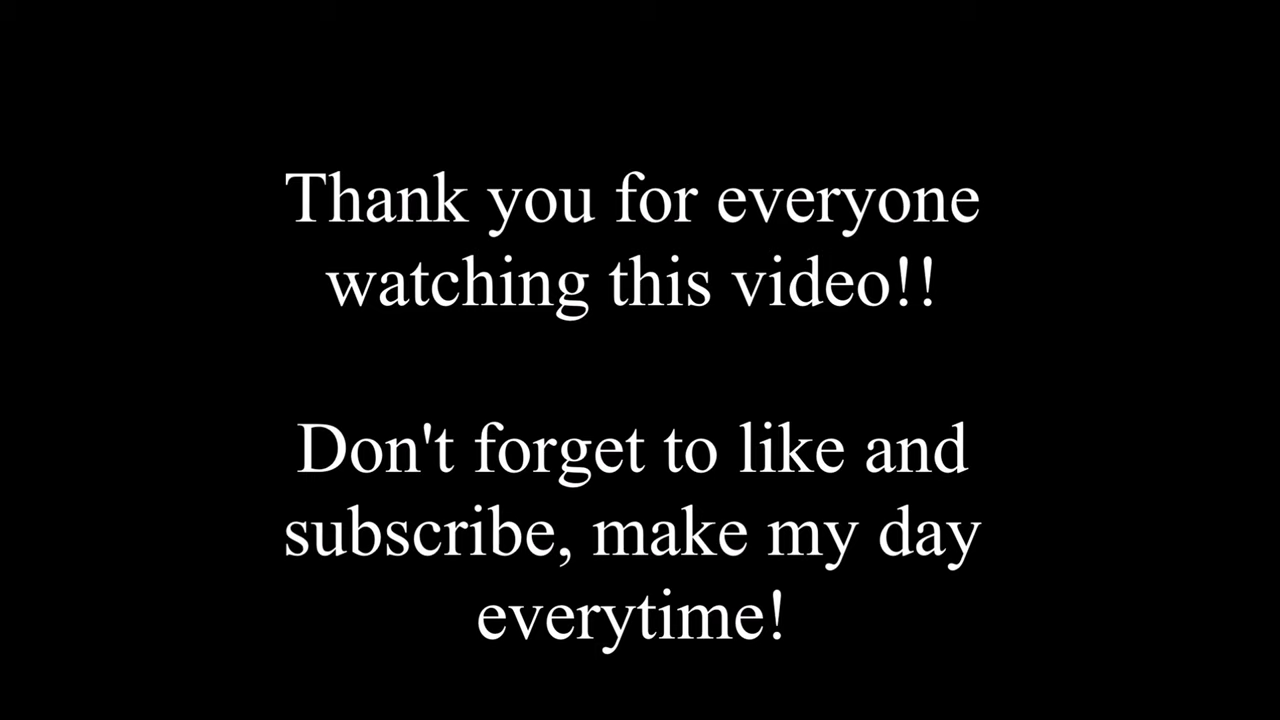 Thank you for everyone
watching this video!!
Don't forget to like and
subscribe, make my day
everytime!